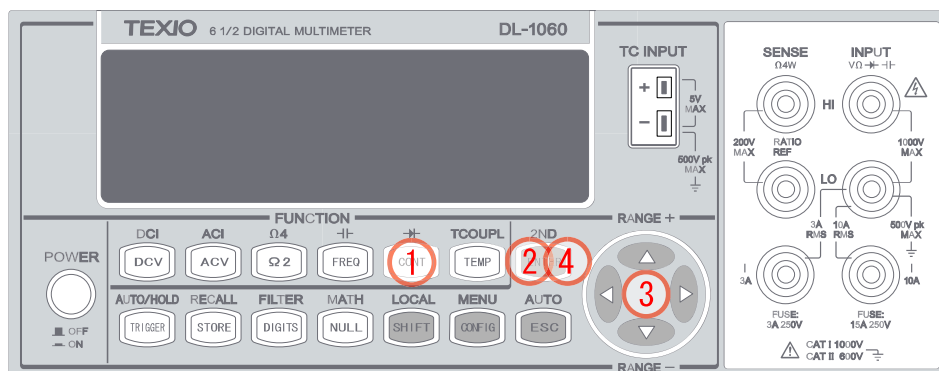 TEXIO 6 1/2 DIGITAL MULTIMETER DL-1060
TC INPUT
+
−
5V
MAX
500V pk
MAX
SENSE
Ω4W
INPUT
VΩ
HI
200V
MAX
RATIO
REF
1000V
MAX
LO
3A
RMS
10A
RMS
500V pk
MAX
3A
10A
FUSE:
3A 250V
FUSE:
15A 250V
CAT I 1000V
CAT II 600V
FUNCTION
RANGE +
DCI ACI Ω4 TCOUPL 2ND
POWER
DCV ACV Ω2 FREQ CONT TEMP
1 2 4
3
AUTO/HOLD RECALL FILTER MATH LOCAL MENU AUTO
TRIGGER STORE DIGITS NULL SHIFT CONFIG ESC
OFF
ON
RANGE −